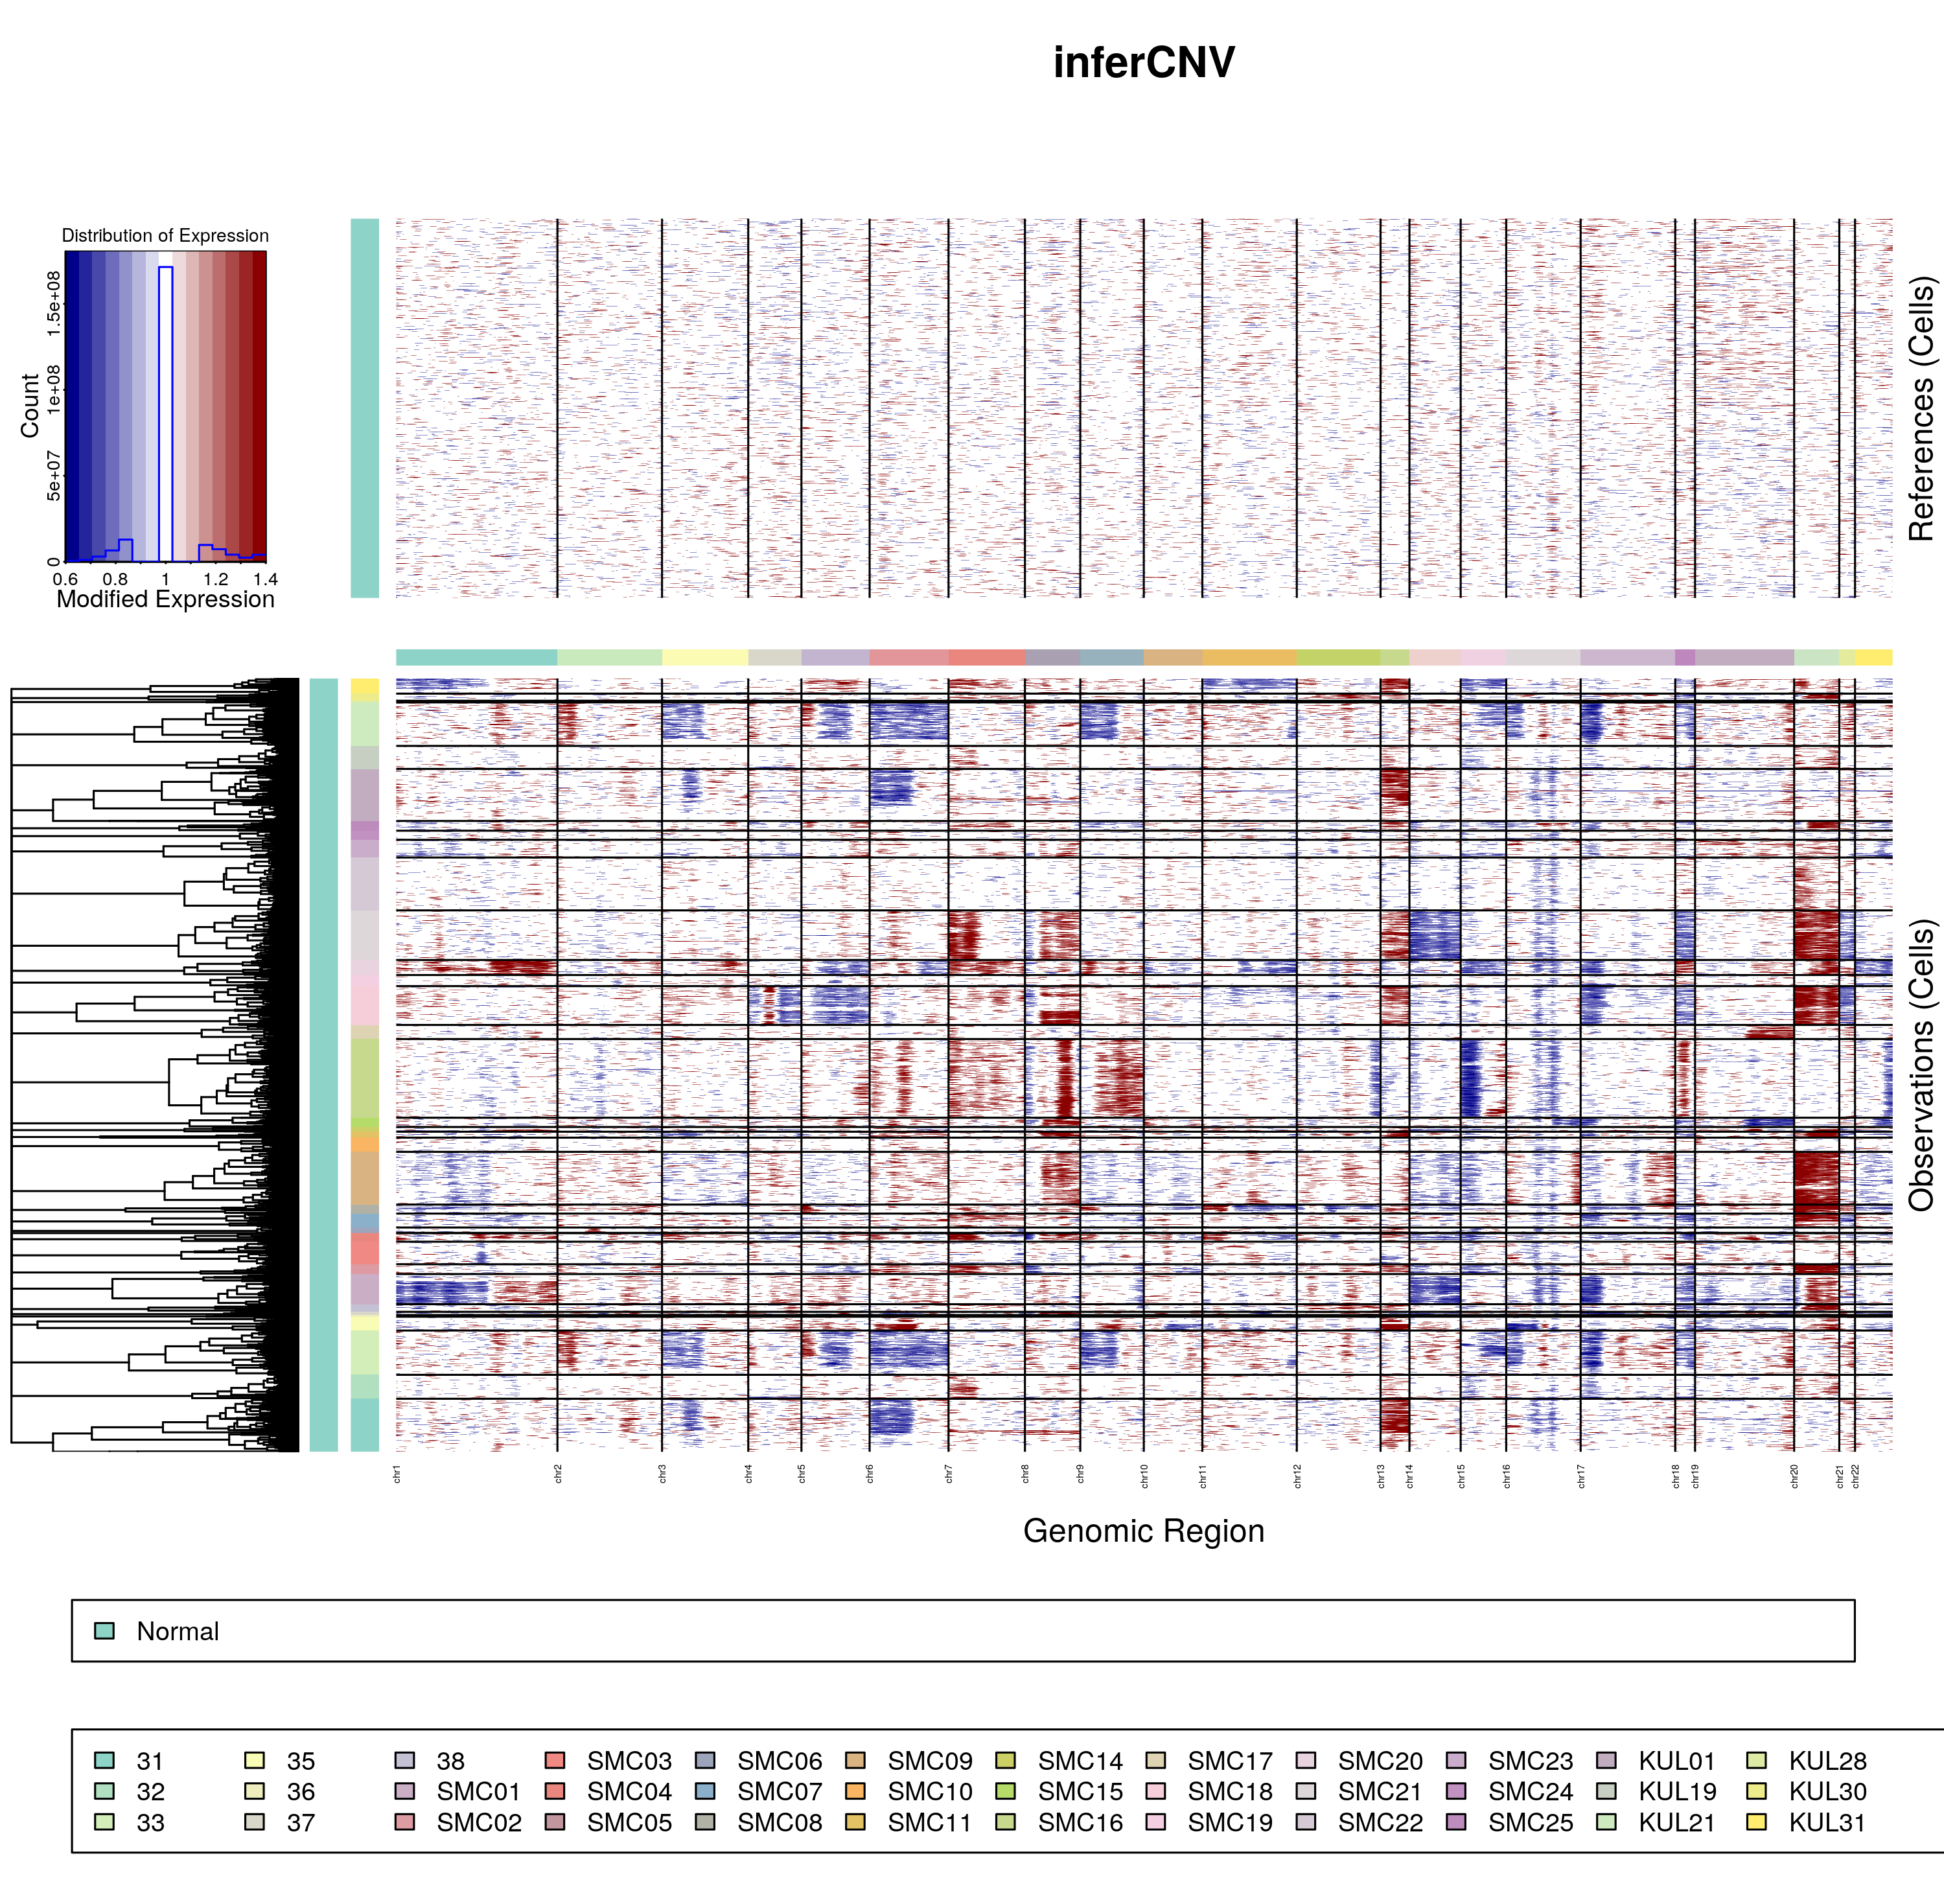 inferCNV
Distribution of Expression
Count
0 5e+07 1e+08 1.5e+08
0.6 0.8 1 1.2 1.4
Modified Expression
References (Cells)
Observations (Cells)
chr1 chr2 chr3 chr4 chr5 chr6 chr7 chr8 chr9 chr10 chr11 chr12 chr13 chr14 chr15 chr16 chr17 chr18 chr19 chr20 chr21 chr22
Genomic Region
Normal
31 35 38 SMC03 SMC06 SMC09 SMC14 SMC17 SMC20 SMC23 KUL01 KUL28
32 36 SMC01 SMC04 SMC07 SMC10 SMC15 SMC18 SMC21 SMC24 KUL19 KUL30
33 37 SMC02 SMC05 SMC08 SMC11 SMC16 SMC19 SMC22 SMC25 KUL21 KUL31